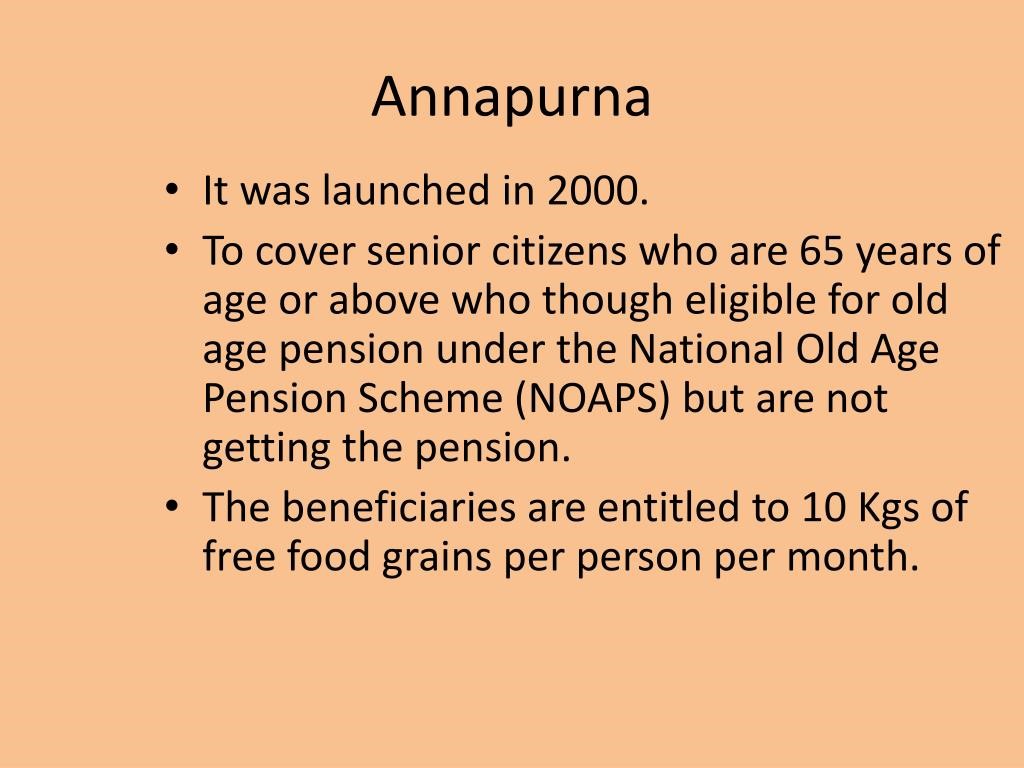 Annapurna
• It was launched in 2000.
• To cover senior citizens who are 65 years of
age or above who though eligible for old
age pension under the National Old Age
Pension Scheme (NOAPS) but are not
getting the pension.
• The beneficiaries are entitled to 10 Kgs of
free food grains per person per month.